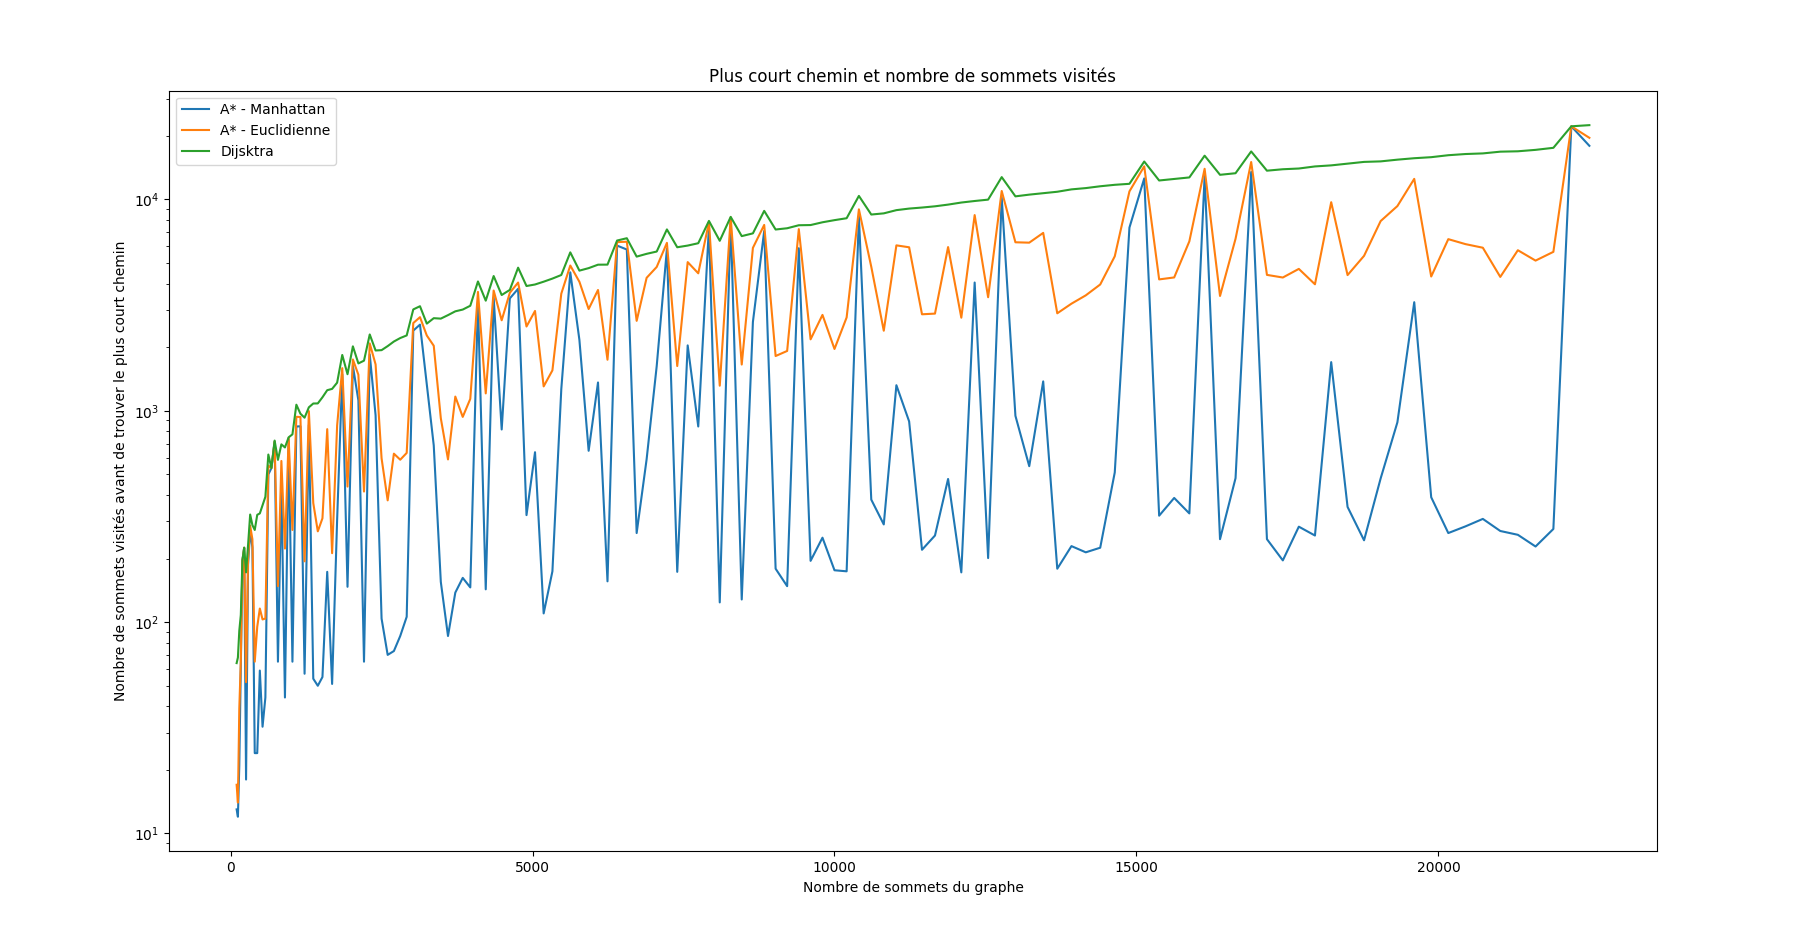 Plus court chemin et nombre de sommets visités
A* - Manhattan
A* - Euclidienne
Dijsktra
Nombre de sommets visités avant de trouver le plus court chemin
10⁴
10³
10²
10¹
0 5000 10000 15000 20000
Nombre de sommets du graphe